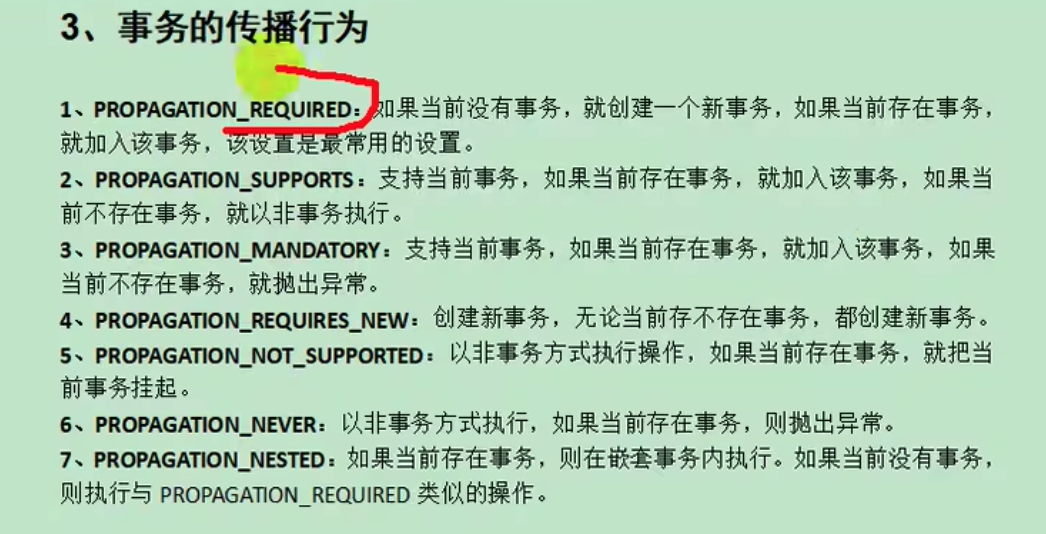 3、事务的传播行为
1、PROPAGATION_REQUIRED：如果当前没有事务，就创建一个新事务，如果当前存在事务，
就加入该事务，该设置是最常用的设置。
2、PROPAGATION_SUPPORTS：支持当前事务，如果当前存在事务，就加入该事务，如果当
前不存在事务，就以非事务执行。
3、PROPAGATION_MANDATORY：支持当前事务，如果当前存在事务，就加入该事务，如果
当前不存在事务，就抛出异常。
4、PROPAGATION_REQUIRES_NEW：创建新事务，无论当前存不存在事务，都创建新事务。
5、PROPAGATION_NOT_SUPPORTED：以非事务方式执行操作，如果当前存在事务，就把当
前事务挂起。
6、PROPAGATION_NEVER：以非事务方式执行，如果当前存在事务，则抛出异常。
7、PROPAGATION_NESTED：如果当前存在事务，则在嵌套事务内执行。如果当前没有事务，
则执行与 PROPAGATION_REQUIRED 类似的操作。